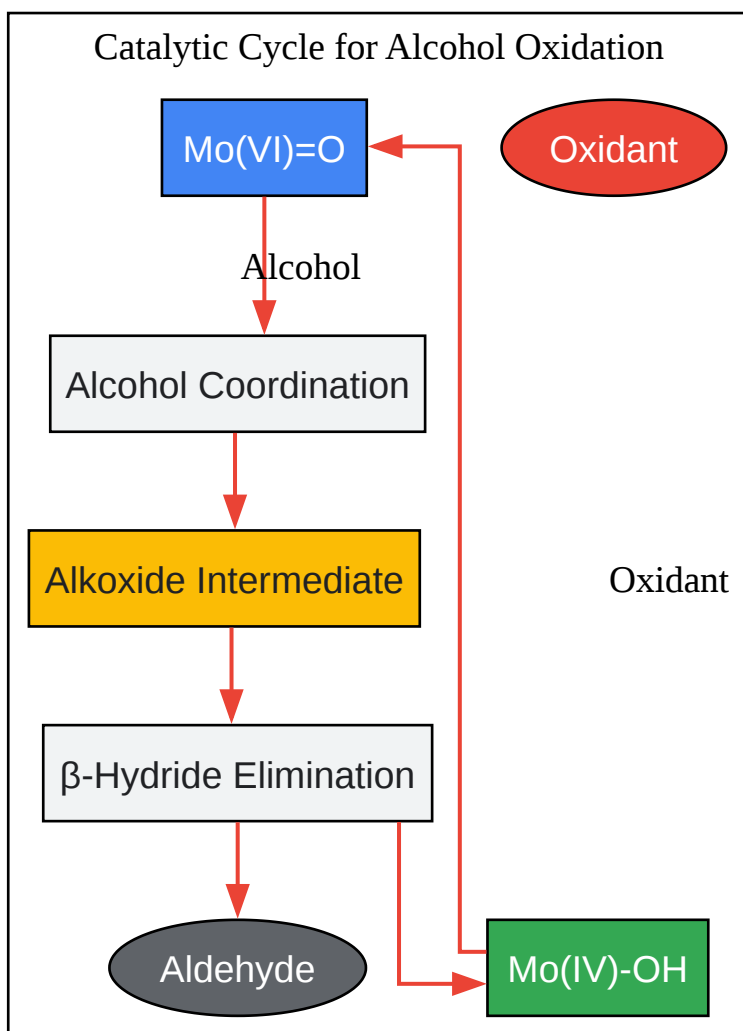 Catalytic Cycle for Alcohol Oxidation
Mo(VI)=O
Oxidant
Alcohol
Alcohol Coordination
Alkoxide Intermediate
Oxidant
β-Hydride Elimination
Aldehyde
Mo(IV)-OH